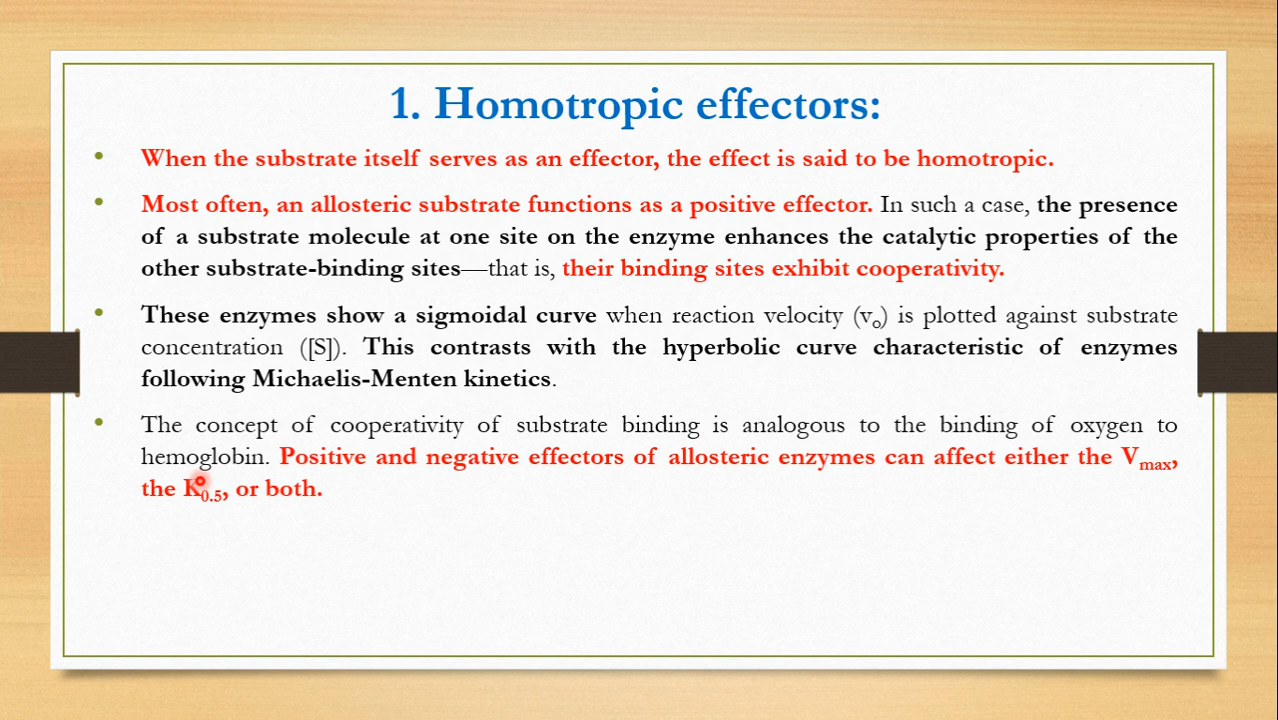 1. Homotropic effectors:
• When the substrate itself serves as an effector, the effect is said to be homotropic.
• Most often, an allosteric substrate functions as a positive effector. In such a case, the presence
of a substrate molecule at one site on the enzyme enhances the catalytic properties of the
other substrate-binding sites—that is, their binding sites exhibit cooperativity.
• These enzymes show a sigmoidal curve when reaction velocity (vo) is plotted against substrate
concentration ([S]). This contrasts with the hyperbolic curve characteristic of enzymes
following Michaelis-Menten kinetics.
• The concept of cooperativity of substrate binding is analogous to the binding of oxygen to
hemoglobin. Positive and negative effectors of allosteric enzymes can affect either the Vmax,
the K0.5, or both.